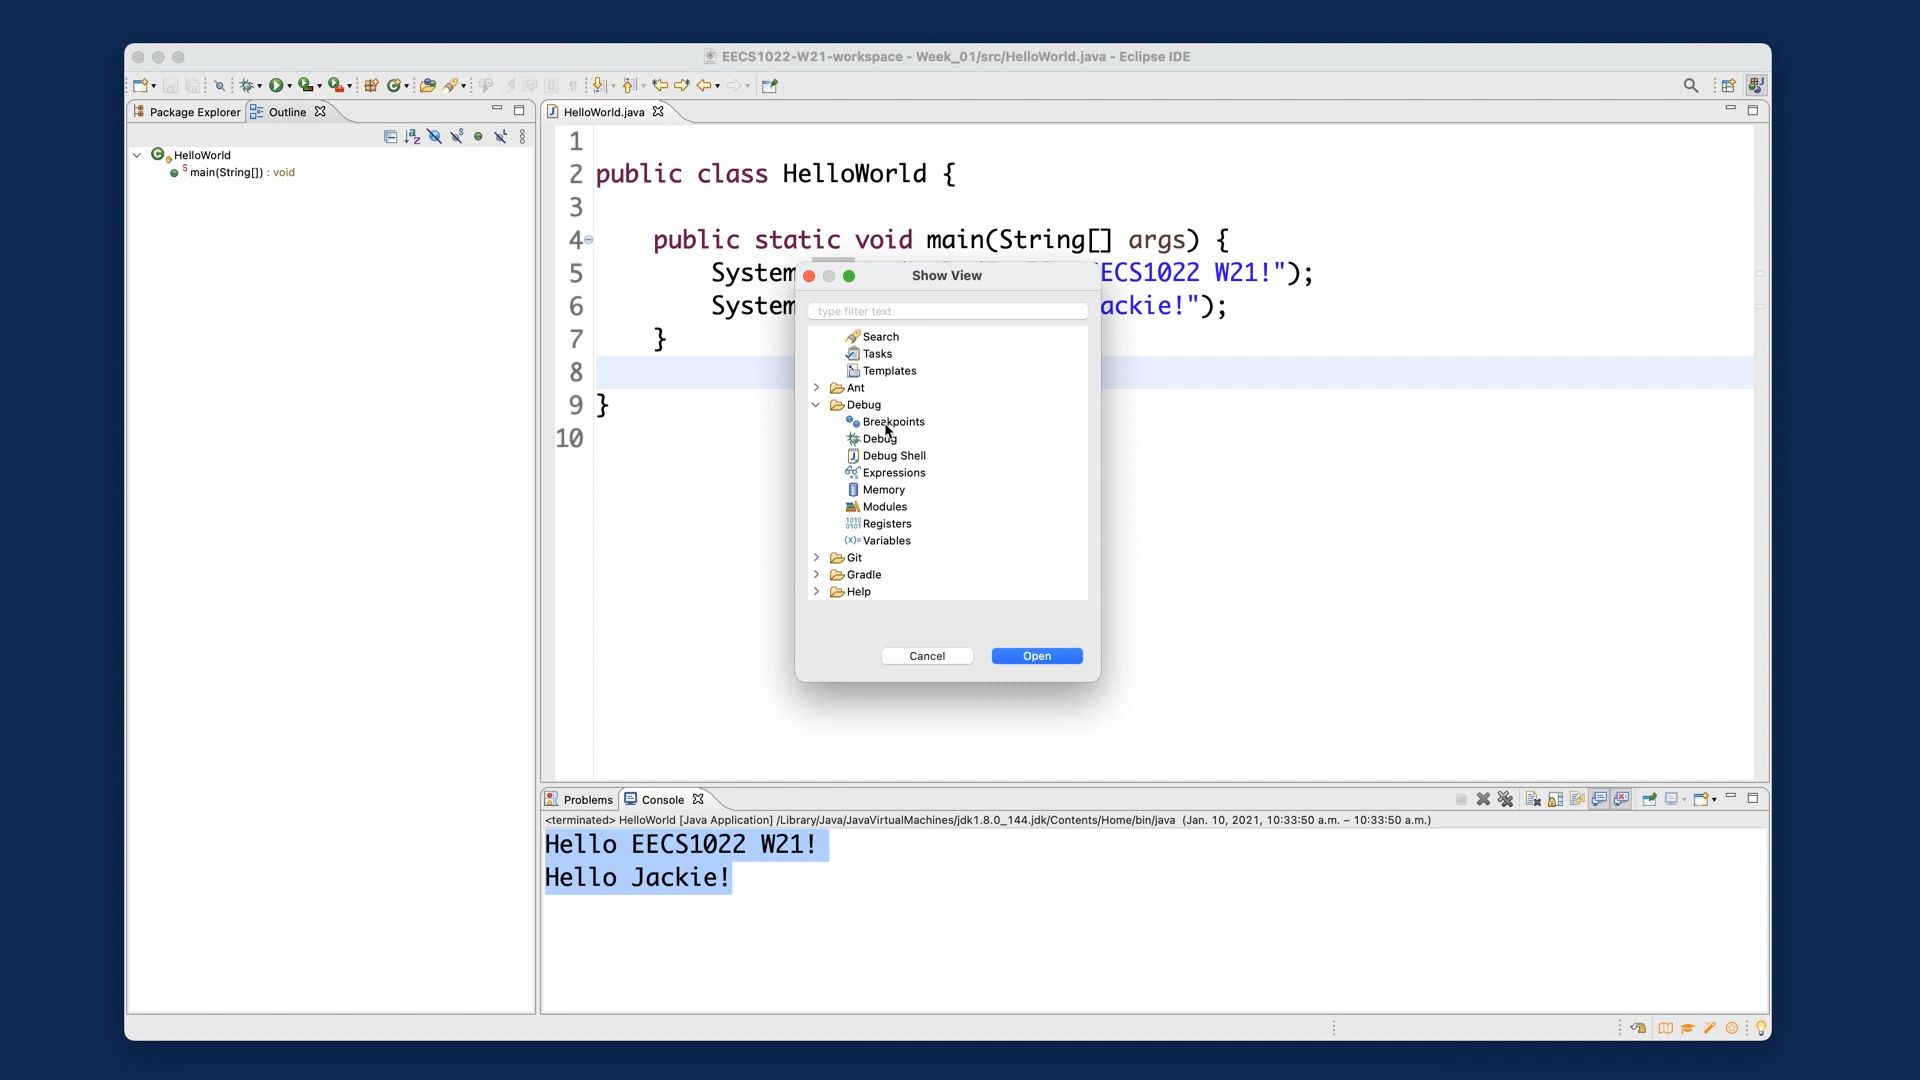 EECS1022-W21-workspace - Week_01/src/HelloWorld.java - Eclipse IDE
Package Explorer
Outline
HelloWorld
main(String[]) : void
HelloWorld.java
1
2 public class HelloWorld {
3
4 public static void main(String[] args) {
5 System ECS1022 W21!");
6 System ackie!");
7 }
8
9 }
10
Show View
type filter text
Search
Tasks
Templates
Ant
Debug
Breakpoints
Debug
Debug Shell
Expressions
Memory
Modules
Registers
Variables
Git
Gradle
Help
Cancel
Open
Problems
Console
<terminated> HelloWorld [Java Application] /Library/Java/JavaVirtualMachines/jdk1.8.0_144.jdk/Contents/Home/bin/java (Jan. 10, 2021, 10:33:50 a.m. – 10:33:50 a.m.)
Hello EECS1022 W21!
Hello Jackie!